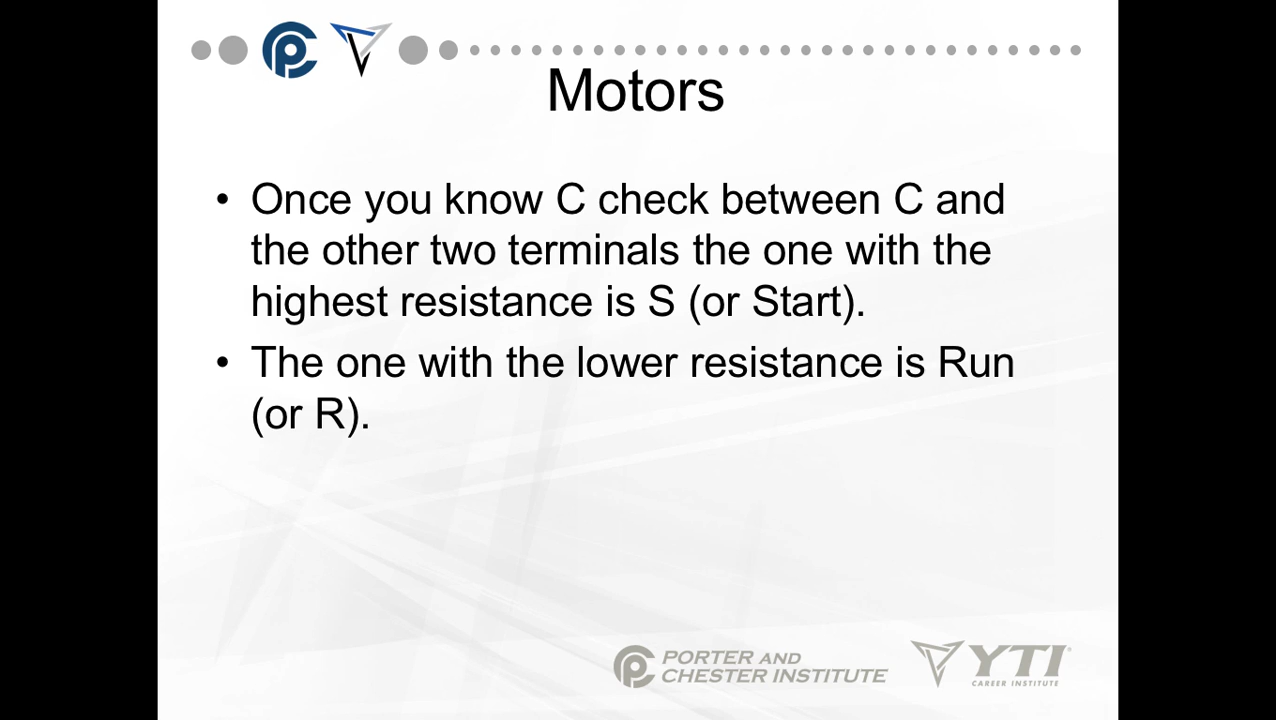 Motors
• Once you know C check between C and
the other two terminals the one with the
highest resistance is S (or Start).
• The one with the lower resistance is Run
(or R).
PORTER AND
CHESTER INSTITUTE
YTI
CAREER INSTITUTE